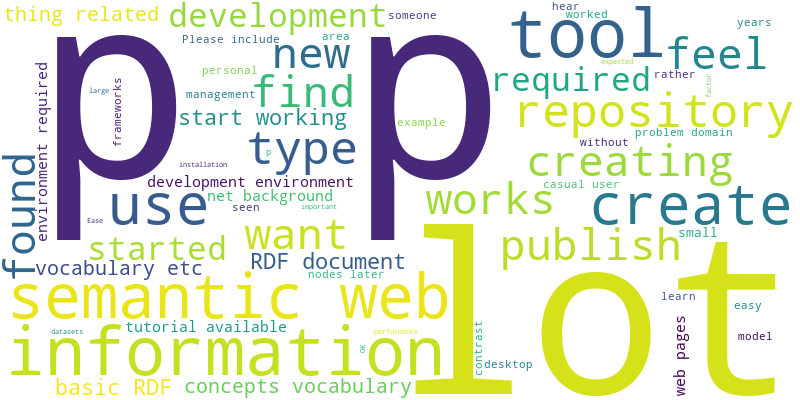 thing related
development
someone
hear
worked
years
Please include
area
tool
new
feel
p p
personal
large
management
find
required
rather
expected
factor
frameworks
environment required
start working
example
repository
without
problem domain
type
p
installation
creating
development environment
casual user
use
net background
seen
important
works
create
found
Ease
want
started
lot
publish
small
vocabulary etc
RDF document
nodes later
semantic web
learn
easy
tutorial available
datasets
performance
contrast
model
information
ox
desktop
web pages
basic RDF
concepts vocabulary